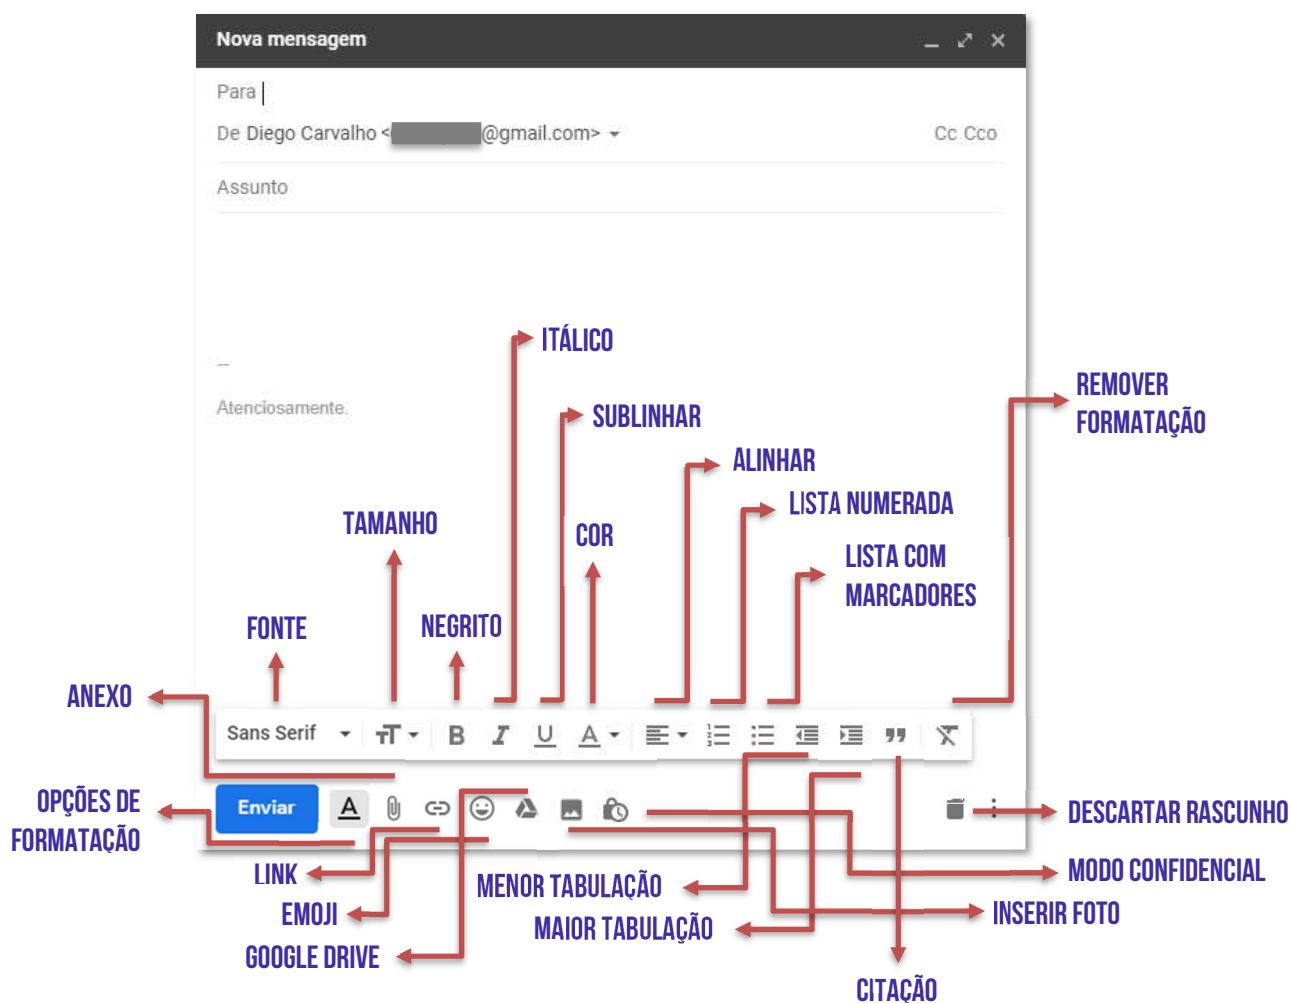 Nova mensagem
Para
De Diego Carvalho < @gmail.com>
Cc Cco
Assunto
ITÁLICO
--
Atenciosamente.
REMOVER
FORMATAÇÃO
SUBLINHAR
ALINHAR
LISTA NUMERADA
TAMANHO
COR
LISTA COM
MARCADORES
FONTE
NEGRITO
ANEXO
Sans Serif
OPÇÕES DE
FORMATAÇÃO
Enviar
DESCARTAR RASCUNHO
LINK
MENOR TABULAÇÃO
MODO CONFIDENCIAL
EMOJI
MAIOR TABULAÇÃO
INSERIR FOTO
GOOGLE DRIVE
CITAÇÃO